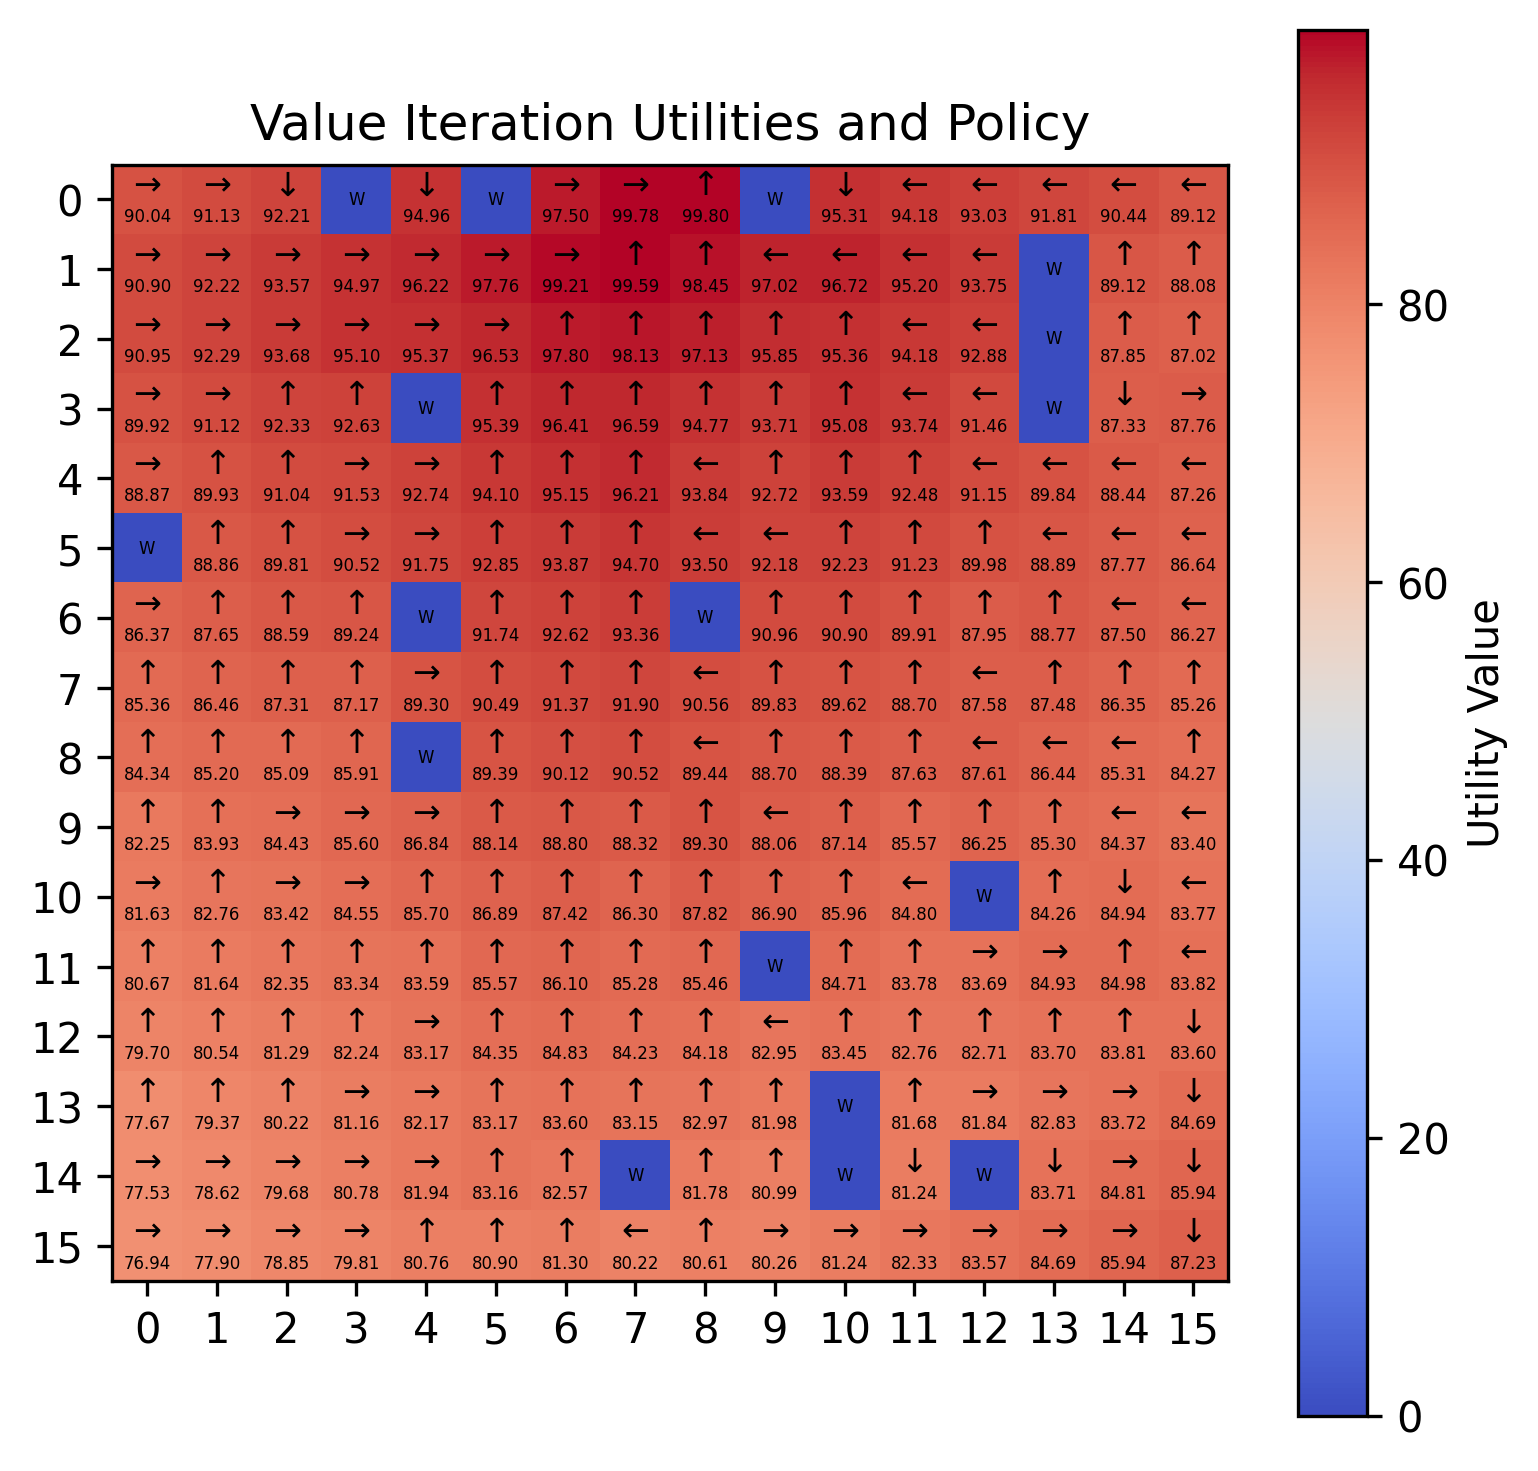 Value Iteration Utilities and Policy
0 → → ↓ W ↓ W → → ↑ W ↓ ← ← ← ← ←
90.04 91.13 92.21 94.96 97.50 99.78 99.80 95.31 94.18 93.03 91.81 90.44 89.12
1 → → → → → → → ↑ ↑ ← ← ← ← W ↑ ↑
90.90 92.22 93.57 94.97 96.22 97.76 99.21 99.59 98.45 97.02 96.72 95.20 93.75 89.12 88.08
2 → → → → → → ↑ ↑ ↑ ↑ ↑ ← ← W ↑ ↑
90.95 92.29 93.68 95.10 95.37 96.53 97.80 98.13 97.13 95.85 95.36 94.18 92.88 87.85 87.02
3 → → ↑ ↑ W ↑ ↑ ↑ ↑ ↑ ↑ ← ← W ↓ →
89.92 91.12 92.33 92.63 95.39 96.41 96.59 94.77 93.71 95.08 93.74 91.46 87.33 87.76
4 → ↑ ↑ → → ↑ ↑ ↑ ← ↑ ↑ ↑ ← ← ← ←
88.87 89.93 91.04 91.53 92.74 94.10 95.15 96.21 93.84 92.72 93.59 92.48 91.15 89.84 88.44 87.26
5 W ↑ ↑ → → ↑ ↑ ↑ ← ← ↑ ↑ ↑ ← ← ←
88.86 89.81 90.52 91.75 92.85 93.87 94.70 93.50 92.18 92.23 91.23 89.98 88.89 87.77 86.64
6 → ↑ ↑ ↑ W ↑ ↑ ↑ W ↑ ↑ ↑ ↑ ↑ ← ←
86.37 87.65 88.59 89.24 91.74 92.62 93.36 90.96 90.90 89.91 87.95 88.77 87.50 86.27
7 ↑ ↑ ↑ ↑ → ↑ ↑ ↑ ← ↑ ↑ ↑ ← ↑ ↑ ↑
85.36 86.46 87.31 87.17 89.30 90.49 91.37 91.90 90.56 89.83 89.62 88.70 87.58 87.48 86.35 85.26
8 ↑ ↑ ↑ ↑ W ↑ ↑ ↑ ← ↑ ↑ ↑ ← ← ← ↑
84.34 85.20 85.09 85.91 89.39 90.12 90.52 89.44 88.70 88.39 87.63 87.61 86.44 85.31 84.27
9 ↑ ↑ → → → ↑ ↑ ↑ ↑ ← ↑ ↑ ↑ ↑ ← ←
82.25 83.93 84.43 85.60 86.84 88.14 88.80 88.32 89.30 88.06 87.14 85.57 86.25 85.30 84.37 83.40
10 → ↑ → → ↑ ↑ ↑ ↑ ↑ ↑ ↑ ← W ↑ ↓ ←
81.63 82.76 83.42 84.55 85.70 86.89 87.42 86.30 87.82 86.90 85.96 84.80 84.26 84.94 83.77
11 ↑ ↑ ↑ ↑ ↑ ↑ ↑ ↑ ↑ W ↑ ↑ → → ↑ ←
80.67 81.64 82.35 83.34 83.59 85.57 86.10 85.28 85.46 84.71 83.78 83.69 84.93 84.98 83.82
12 ↑ ↑ ↑ ↑ → ↑ ↑ ↑ ↑ ← ↑ ↑ ↑ ↑ ↑ ↓
79.70 80.54 81.29 82.24 83.17 84.35 84.83 84.23 84.18 82.95 83.45 82.76 82.71 83.70 83.81 83.60
13 ↑ ↑ ↑ → → ↑ ↑ ↑ ↑ ↑ W ↑ → → → ↓
77.67 79.37 80.22 81.16 82.17 83.17 83.60 83.15 82.97 81.98 81.68 81.84 82.83 83.72 84.69
14 → → → → → ↑ ↑ W ↑ ↑ W ↓ W ↓ → ↓
77.53 78.62 79.68 80.78 81.94 83.16 82.57 81.78 80.99 81.24 83.71 84.81 85.94
15 → → → → ↑ ↑ ↑ ← ↑ → → → → → → ↓
76.94 77.90 78.85 79.81 80.76 80.90 81.30 80.22 80.61 80.26 81.24 82.33 83.57 84.69 85.94 87.23
0 1 2 3 4 5 6 7 8 9 10 11 12 13 14 15
80
60
40
20
0
Utility Value